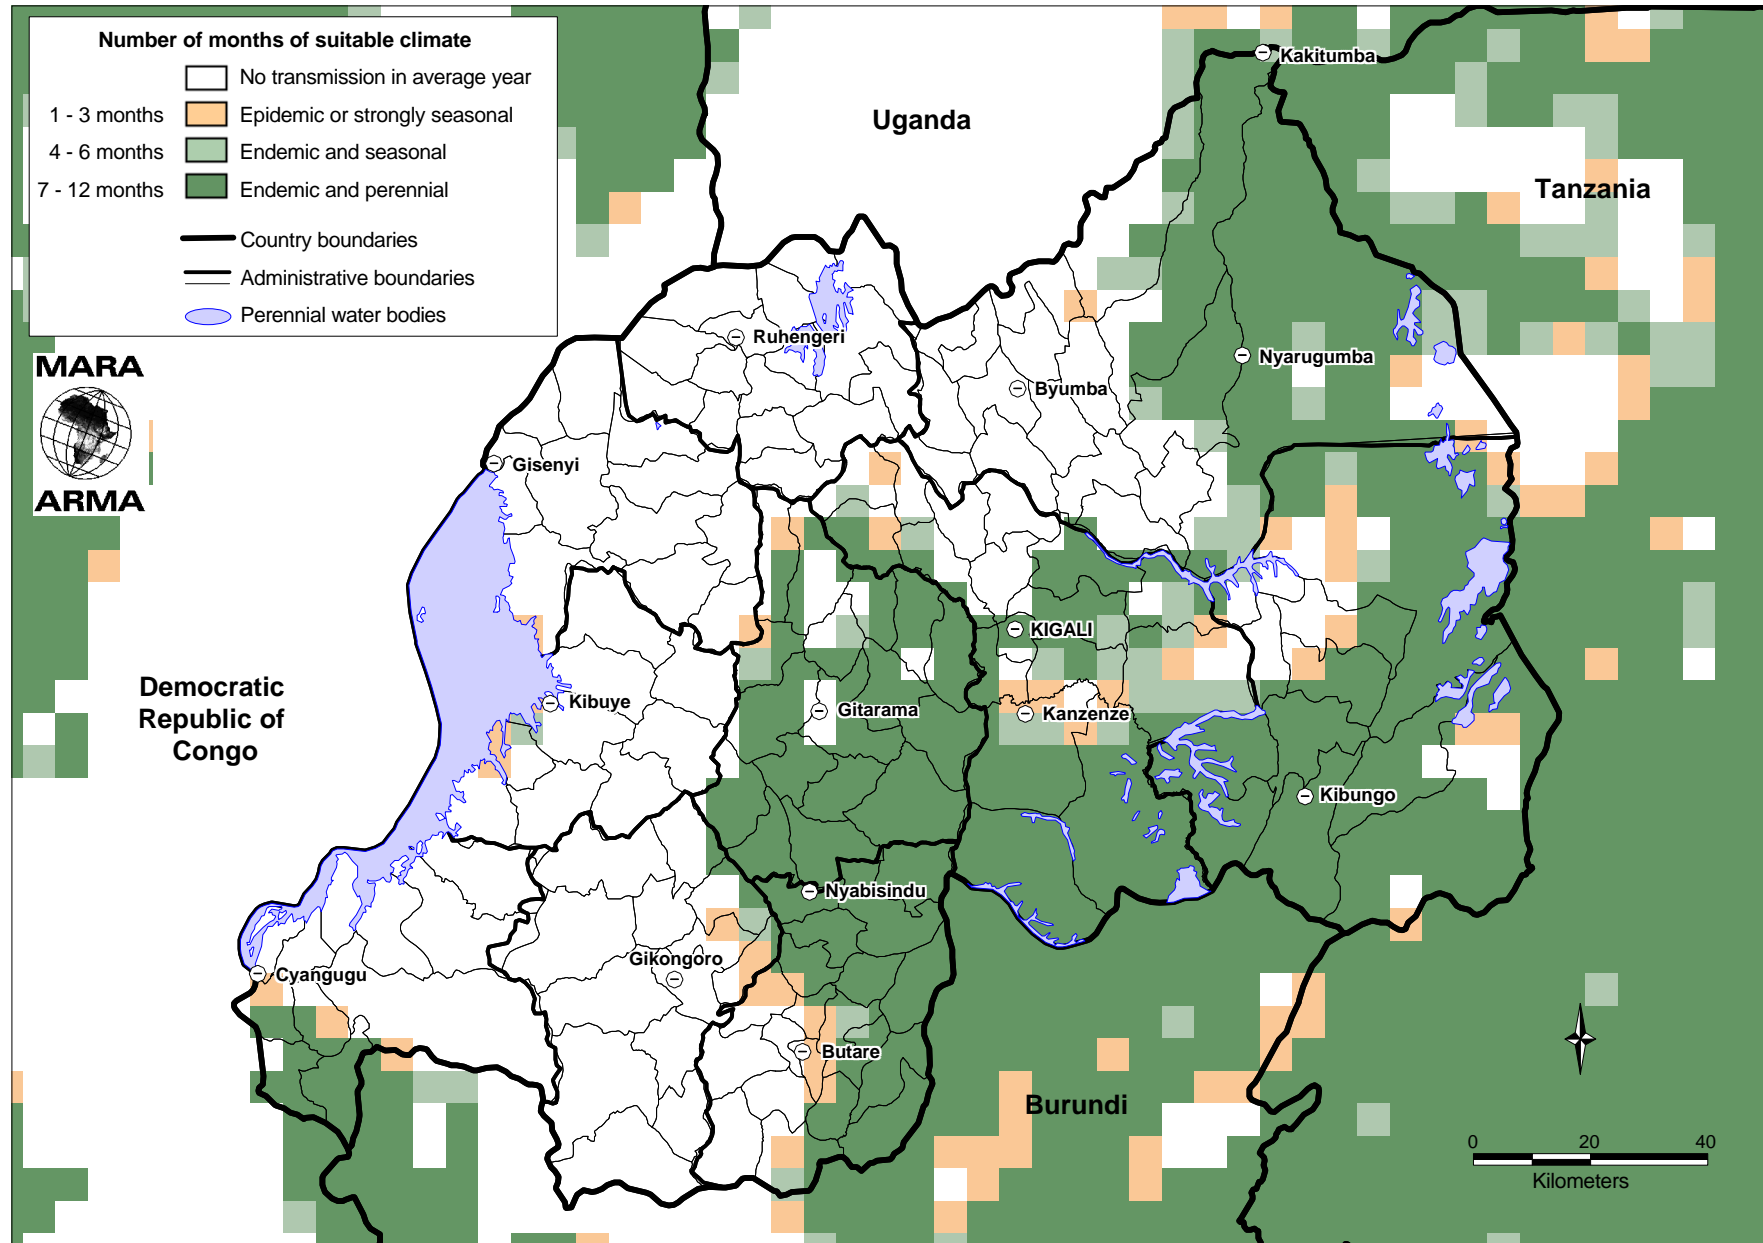 Number of months of suitable climate
No transmission in average year
1 - 3 months Epidemic or strongly seasonal
4 - 6 months Endemic and seasonal
7 - 12 months Endemic and perennial
Country boundaries
Administrative boundaries
Perennial water bodies
MARA
ARMA
Uganda
Kakitumba
Tanzania
Ruhengeri
Byumba
Nyarugumba
Gisenyi
KIGALI
Democratic
Republic of
Congo
Kibuye
Gitarama
Kanzenze
Kibungo
Nyabisindu
Gikongoro
Cyangugu
Butare
Burundi
0 20 40
Kilometers